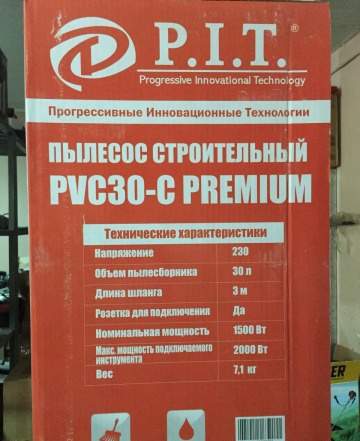 P.I.T.®
Progressive Innovational Technology
Прогрессивные Инновационные Технологии
ПЫЛЕСОС СТРОИТЕЛЬНЫЙ
PVC30-C PREMIUM
Технические характеристики
Напряжение 230
Объем пылесборника 30 л
Длина шланга 3 м
Розетка для подключения Да
Номинальная мощность 1500 Вт
Макс. мощность подключаемого инструмента 2000 Вт
Вес 7,1 кг